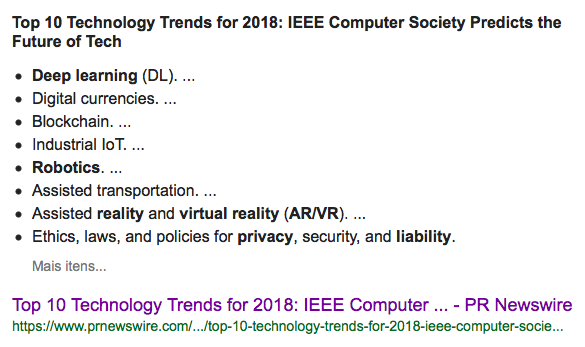 Top 10 Technology Trends for 2018: IEEE Computer Society Predicts the
Future of Tech
Deep learning (DL). ...
Digital currencies. ...
Blockchain. ...
Industrial IoT. ...
Robotics. ...
Assisted transportation. ...
Assisted reality and virtual reality (AR/VR). ...
Ethics, laws, and policies for privacy, security, and liability.
Mais itens...
Top 10 Technology Trends for 2018: IEEE Computer ... - PR Newswire
https://www.prnewswire.com/.../top-10-technology-trends-for-2018-ieee-computer-socie...